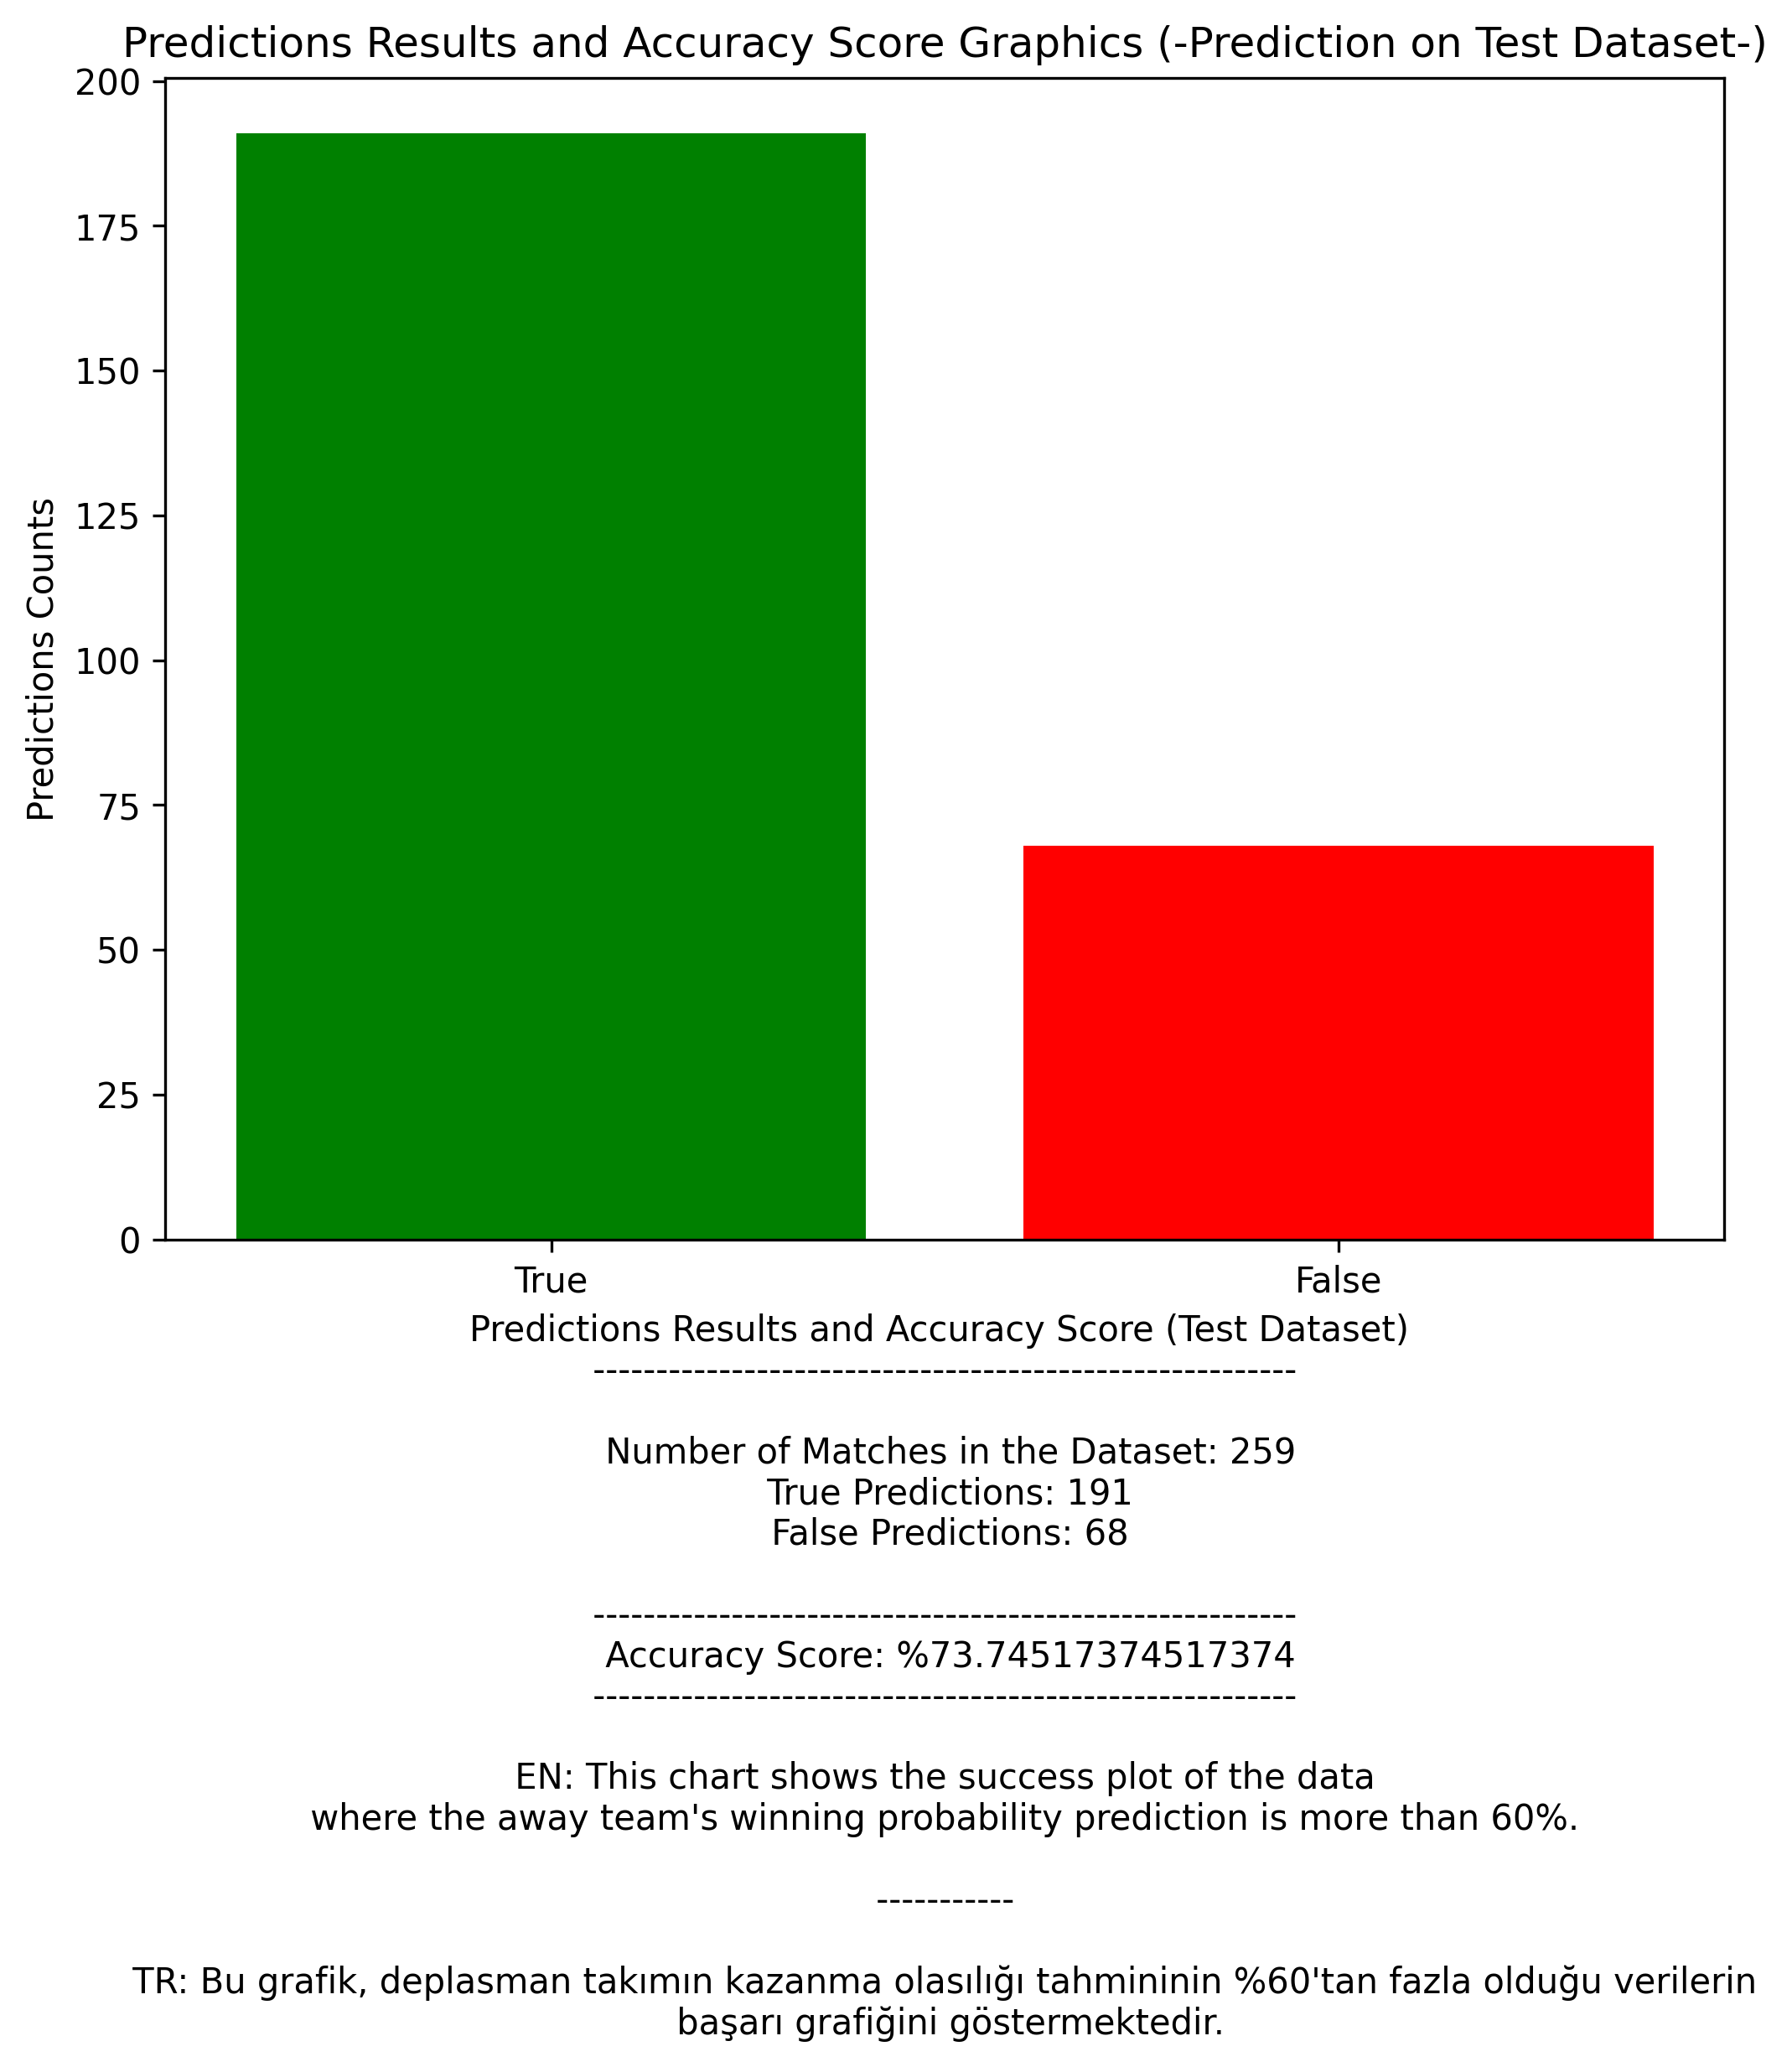 Predictions Results and Accuracy Score Graphics (-Prediction on Test Dataset-)
200
175
150
125
100
75
50
25
0
Predictions Counts
True
False
Predictions Results and Accuracy Score (Test Dataset)
--------------------------------------------------------
Number of Matches in the Dataset: 259
True Predictions: 191
False Predictions: 68
--------------------------------------------------------
Accuracy Score: %73.74517374517374
--------------------------------------------------------
EN: This chart shows the success plot of the data
where the away team's winning probability prediction is more than 60%.
-----------
TR: Bu grafik, deplasman takımın kazanma olasılığı tahmininin %60'tan fazla olduğu verilerin
başarı grafiğini göstermektedir.